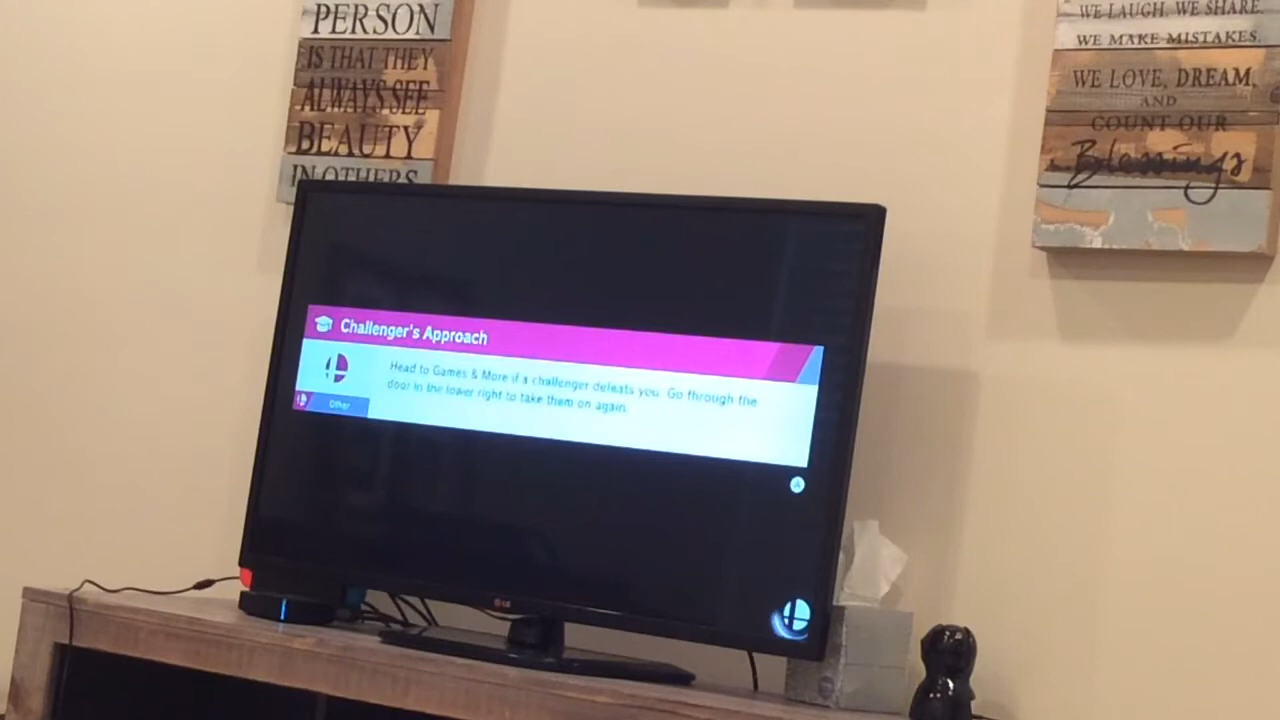 PERSON
IS THAT THEY
ALWAYS SEE
BEAUTY
IN OTHERS
WE LAUGH. WE SHARE.
WE MAKE MISTAKES.
WE LOVE, DREAM,
AND
COUNT OUR
Blessings
Challenger's Approach
Head to Games & More if a challenger defeats you. Go through the
door in the lower right to take them on again.
Other
A
LG